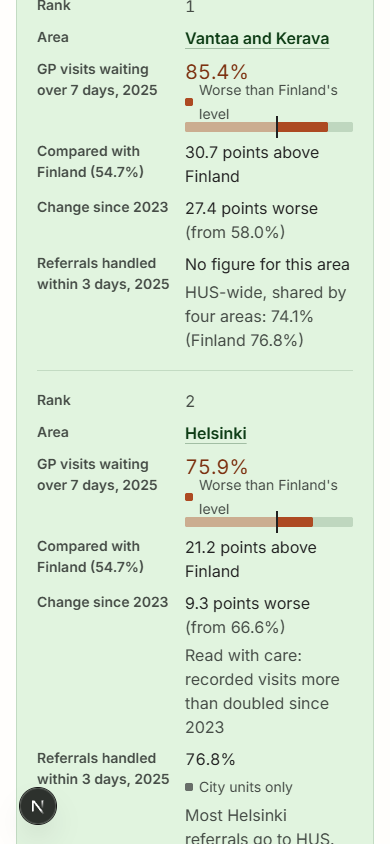 Rank
1
Area
Vantaa and Kerava
GP visits waiting
over 7 days, 2025
85.4%
Worse than Finland's
level
Compared with
Finland (54.7%)
30.7 points above
Finland
Change since 2023
27.4 points worse
(from 58.0%)
Referrals handled
within 3 days, 2025
No figure for this area
HUS-wide, shared by
four areas: 74.1%
(Finland 76.8%)
Rank
2
Area
Helsinki
GP visits waiting
over 7 days, 2025
75.9%
Worse than Finland's
level
Compared with
Finland (54.7%)
21.2 points above
Finland
Change since 2023
9.3 points worse
(from 66.6%)
Read with care:
recorded visits more
than doubled since
2023
Referrals handled
within 3 days, 2025
76.8%
City units only
Most Helsinki
referrals go to HUS.
N